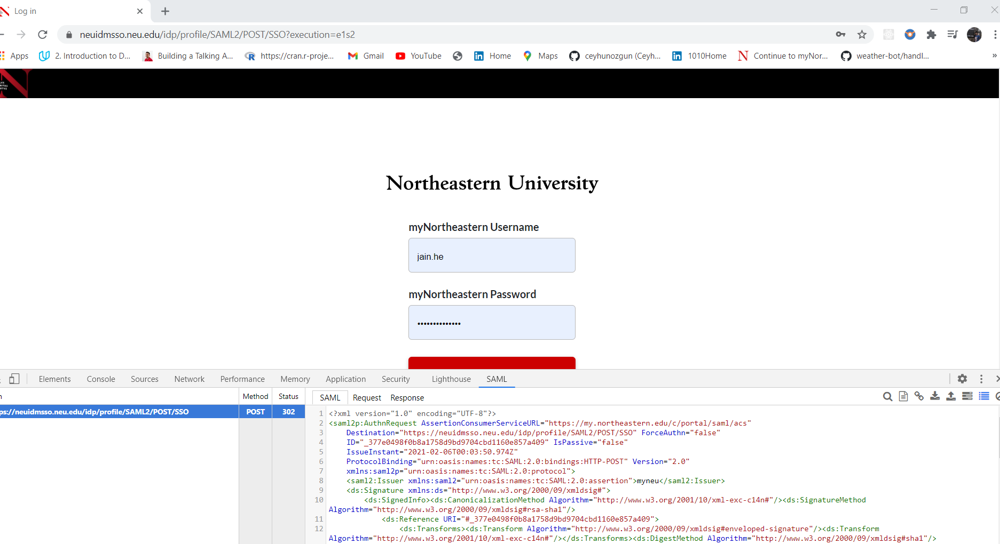 Log in
neuidmsso.neu.edu/idp/profile/SAML2/POST/SSO?execution=e1s2
Apps 2. Introduction to D... Building a Talking A... https://cran.r-proje... Gmail YouTube Home Maps ceyhunozgun (Ceyh... 1010Home Continue to myNor... weather-bot/handl... »
Northeastern University
myNortheastern Username
jain.he
myNortheastern Password
••••••••••••••
Elements Console Sources Network Performance Memory Application Security Lighthouse SAML
Method Status SAML Request Response
ps://neuidmsso.neu.edu/idp/profile/SAML2/POST/SSO POST 302
1 <?xml version="1.0" encoding="UTF-8"?>
2 <saml2p:AuthnRequest AssertionConsumerServiceURL="https://my.northeastern.edu/c/portal/saml/acs"
3 Destination="https://neuidmsso.neu.edu/idp/profile/SAML2/POST/SSO" ForceAuthn="false"
4 ID="_377e0498f0b8a1758d9bd9704cbd1160e857a409" IsPassive="false"
5 IssueInstant="2021-02-06T00:03:50.974Z"
6 ProtocolBinding="urn:oasis:names:tc:SAML:2.0:bindings:HTTP-POST" Version="2.0"
7 xmlns:saml2p="urn:oasis:names:tc:SAML:2.0:protocol">
8 <saml2:Issuer xmlns:saml2="urn:oasis:names:tc:SAML:2.0:assertion">myneu</saml2:Issuer>
9 <ds:Signature xmlns:ds="http://www.w3.org/2000/09/xmldsig#">
10 <ds:SignedInfo><ds:CanonicalizationMethod Algorithm="http://www.w3.org/2001/10/xml-exc-c14n#"/><ds:SignatureMethod
Algorithm="http://www.w3.org/2000/09/xmldsig#rsa-sha1"/>
11 <ds:Reference URI="#_377e0498f0b8a1758d9bd9704cbd1160e857a409">
12 <ds:Transforms><ds:Transform Algorithm="http://www.w3.org/2000/09/xmldsig#enveloped-signature"/><ds:Transform
Algorithm="http://www.w3.org/2001/10/xml-exc-c14n#"/></ds:Transforms><ds:DigestMethod Algorithm="http://www.w3.org/2000/09/xmldsig#sha1"/>